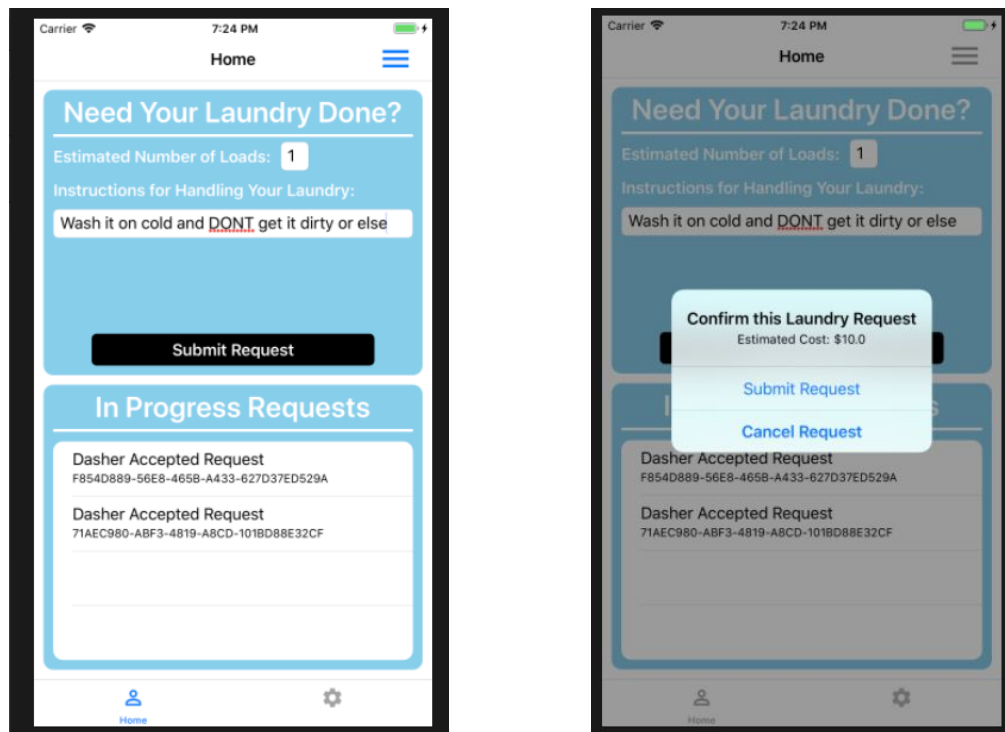 Carrier 7:24 PM
Home
Need Your Laundry Done?
Estimated Number of Loads: 1
Instructions for Handling Your Laundry:
Wash it on cold and DONT get it dirty or else
Submit Request
In Progress Requests
Dasher Accepted Request
F854D889-56E8-465B-A433-627D37ED529A
Dasher Accepted Request
71AEC980-ABF3-4819-A8CD-101BD88E32CF
Home
Carrier 7:24 PM
Home
Need Your Laundry Done?
Estimated Number of Loads: 1
Instructions for Handling Your Laundry:
Wash it on cold and DONT get it dirty or else
Confirm this Laundry Request
Estimated Cost: $10.0
Submit Request
Cancel Request
Dasher Accepted Request
F854D889-56E8-465B-A433-627D37ED529A
Dasher Accepted Request
71AEC980-ABF3-4819-A8CD-101BD88E32CF
Home